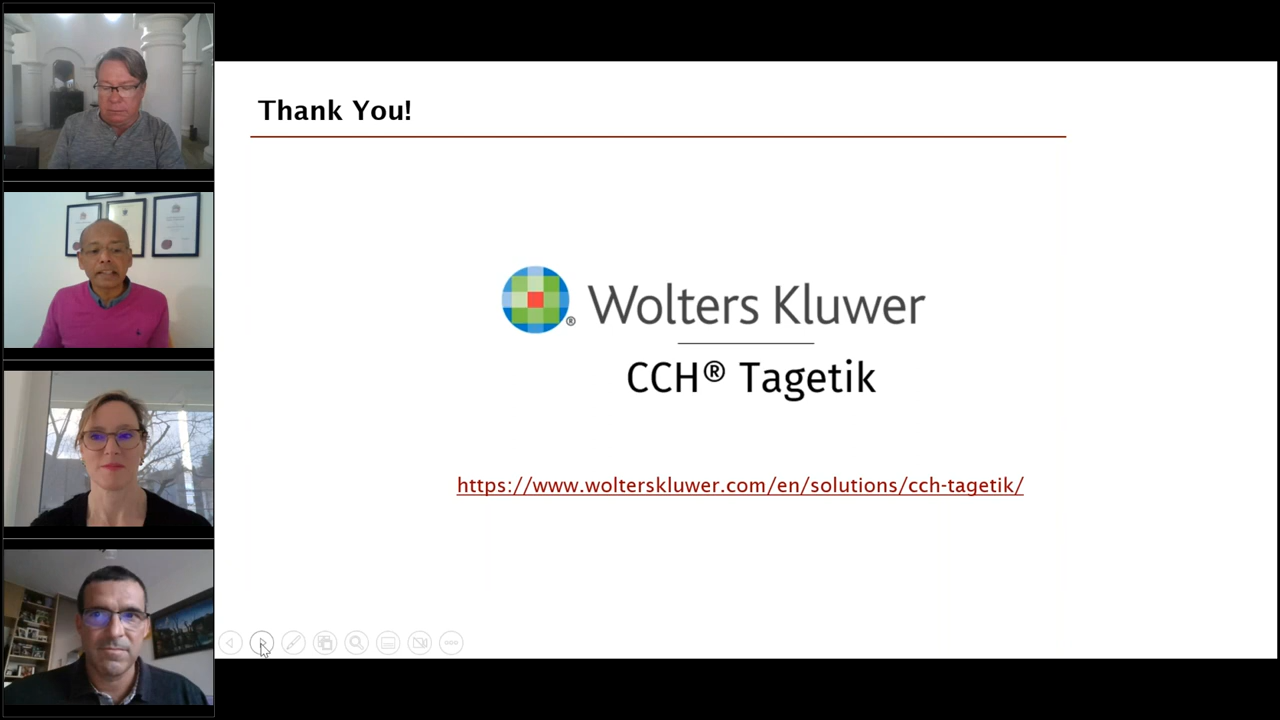 Thank You!
® Wolters Kluwer
CCH® Tagetik
https://www.wolterskluwer.com/en/solutions/cch-tagetik/